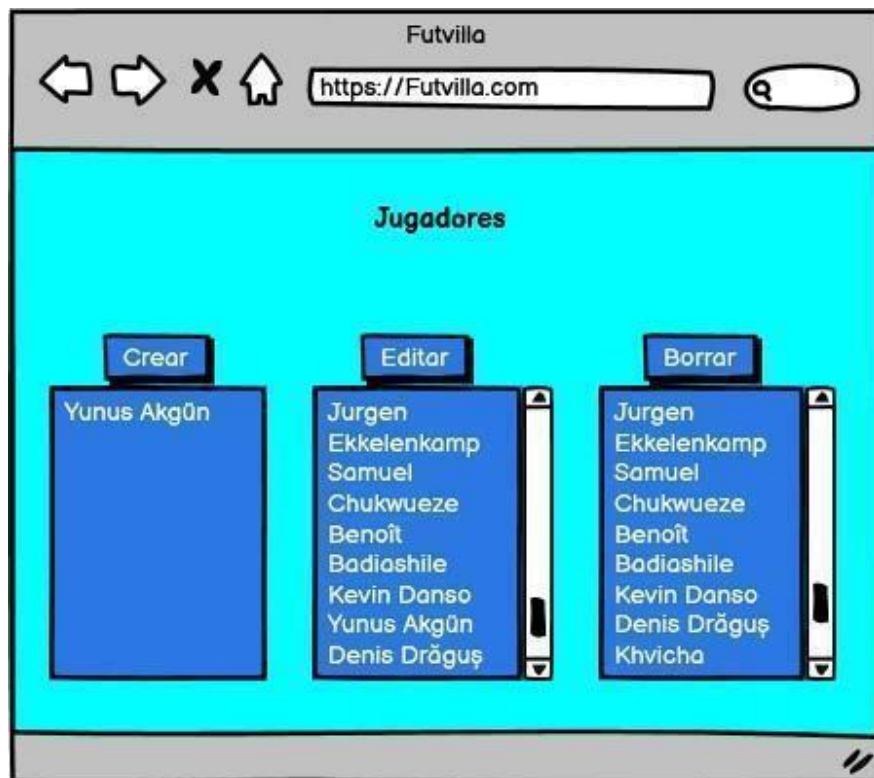 Futvilla
https://Futvilla.com
Jugadores
Crear
Yunus Akgün
Editar
Jurgen
Ekkelenkamp
Samuel
Chukwueze
Benoît
Badiashile
Kevin Danso
Yunus Akgün
Denis Drăguș
Borrar
Jurgen
Ekkelenkamp
Samuel
Chukwueze
Benoît
Badiashile
Kevin Danso
Denis Drăguș
Khvicha